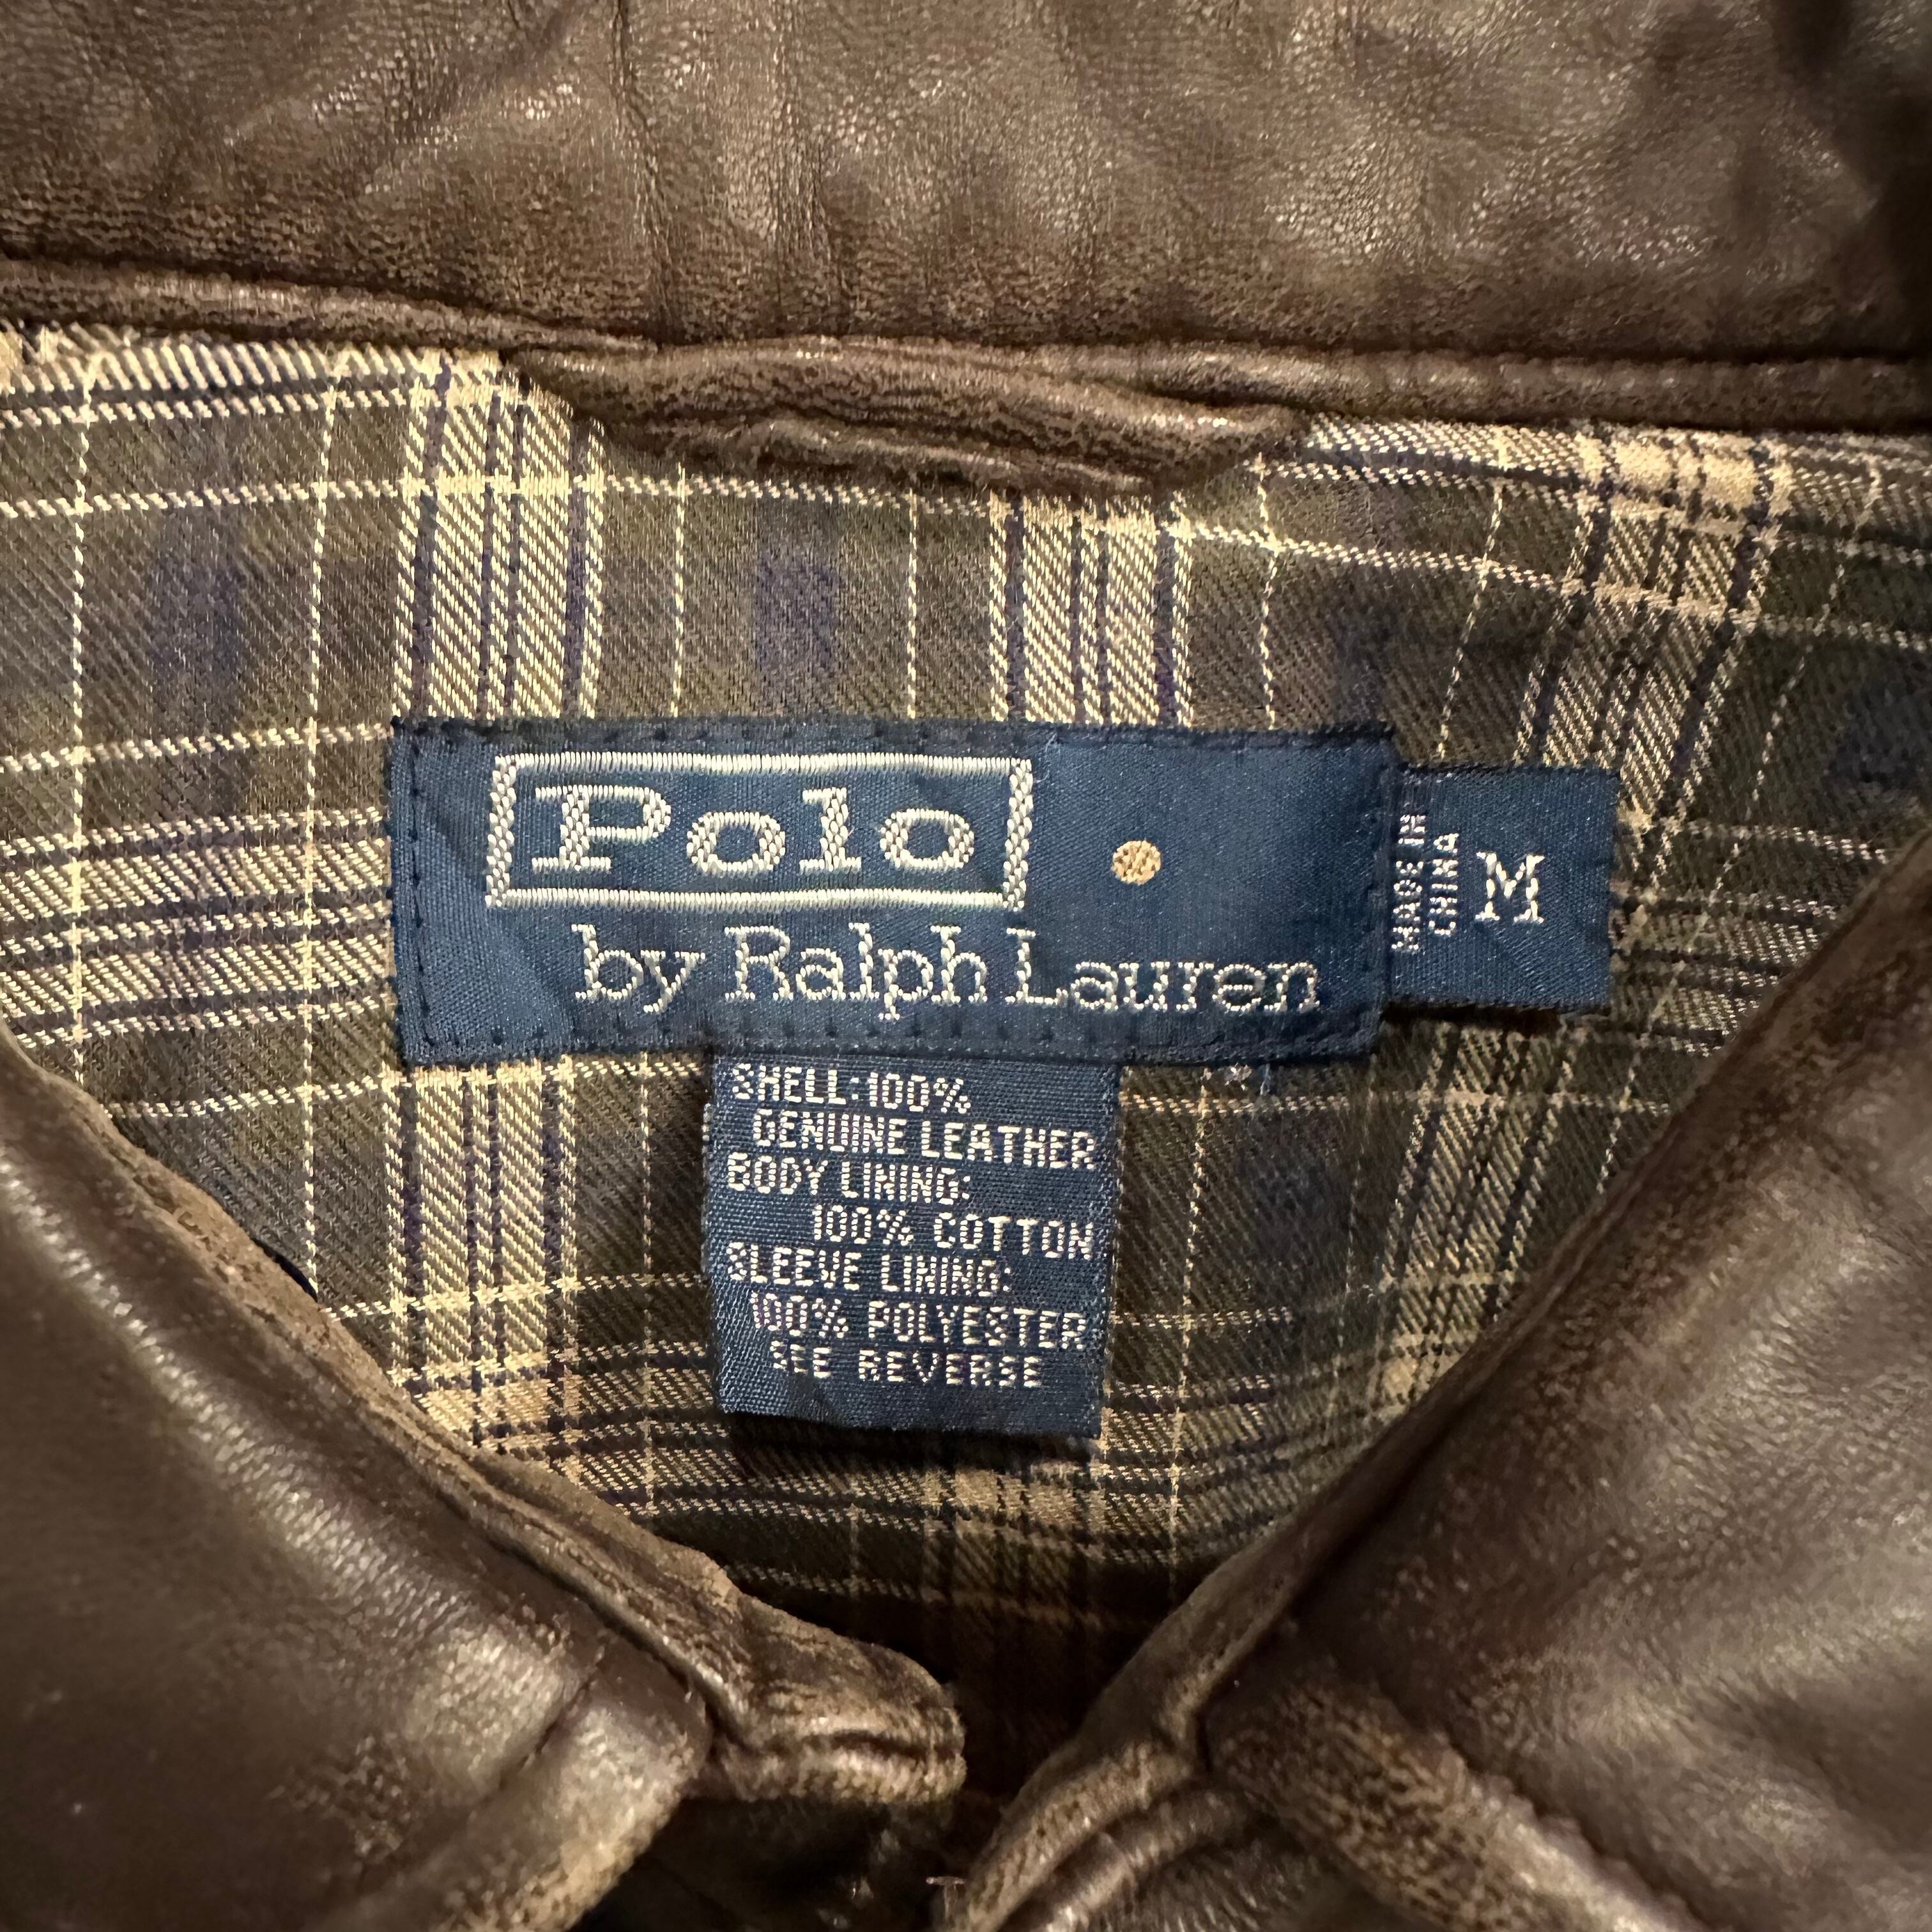 Polo
by Ralph Lauren
MADE IN
CHINA
M
SHELL:100%
GENUINE LEATHER
BODY LINING:
100% COTTON
SLEEVE LINING:
100% POLYESTER
SEE REVERSE